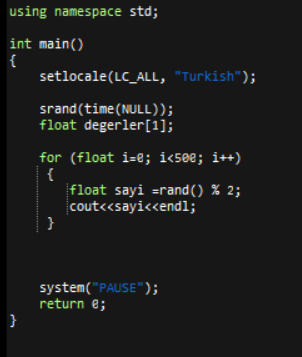 using namespace std;
int main()
{
setlocale(LC_ALL, "Turkish");
srand(time(NULL));
float degerler[1];
for (float i=0; i<500; i++)
{
float sayi =rand() % 2;
cout<<sayi<<endl;
}
system("PAUSE");
return 0;
}